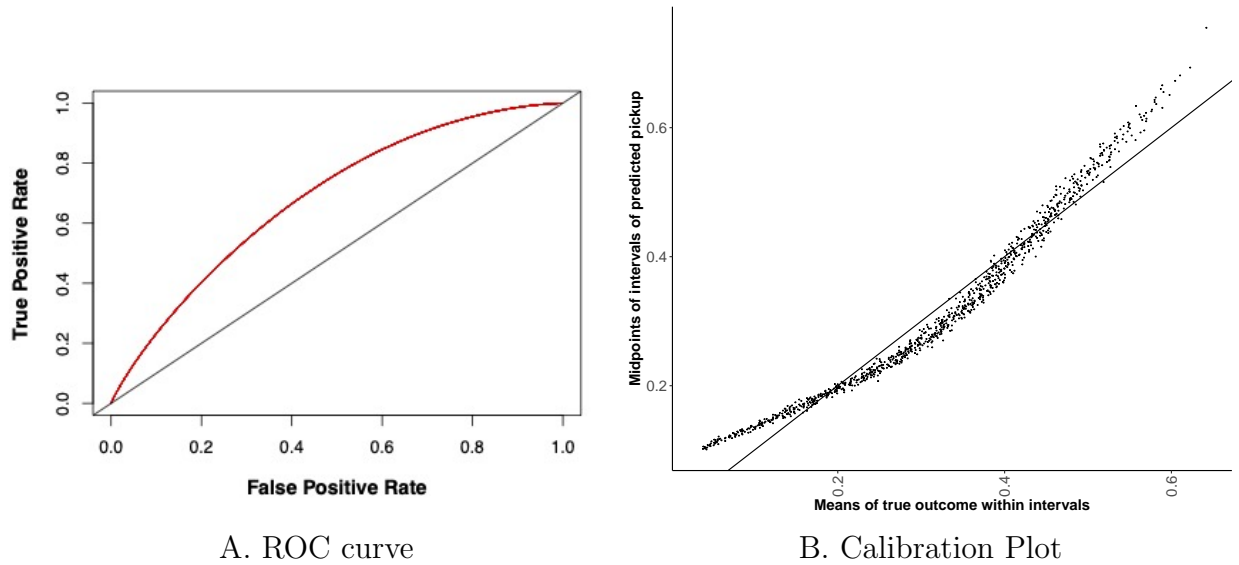 True Positive Rate
1.0
0.8
0.6
0.4
0.2
0.0
0.0 0.2 0.4 0.6 0.8 1.0
False Positive Rate
A. ROC curve
Midpoints of intervals of predicted pickup
0.6
0.4
0.2
0.2 0.4 0.6
Means of true outcome within intervals
B. Calibration Plot